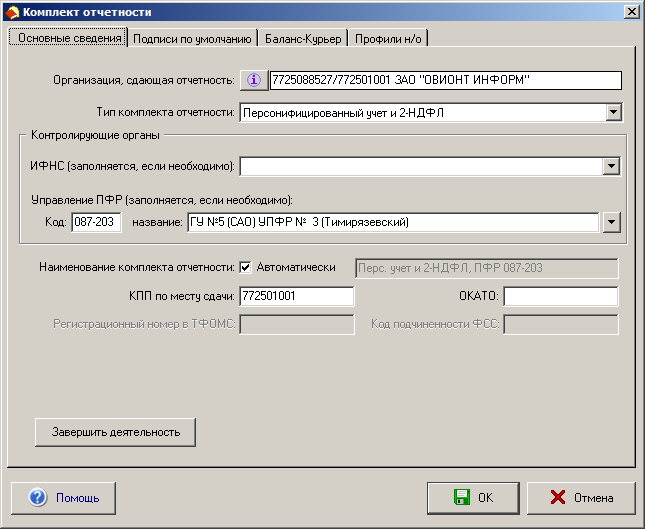 Комплект отчетности
Основные сведения Подписи по умолчанию Баланс-Курьер Профили н/о
Организация, сдающая отчетность: 7725088527/772501001 ЗАО "ОВИОНТ ИНФОРМ"
Тип комплекта отчетности: Персонифицированный учет и 2-НДФЛ
Контролирующие органы
ИФНС (заполняется, если необходимо):
Управление ПФР (заполняется, если необходимо):
Код: 087-203 название: ГУ №5 (САО) УПФР № 3 (Тимирязевский)
Наименование комплекта отчетности: Автоматически Перс. учет и 2-НДФЛ, ПФР 087-203
КПП по месту сдачи: 772501001 ОКАТО:
Регистрационный номер в ТФОМС: Код подчиненности ФСС:
Завершить деятельность
Помощь OK Отмена